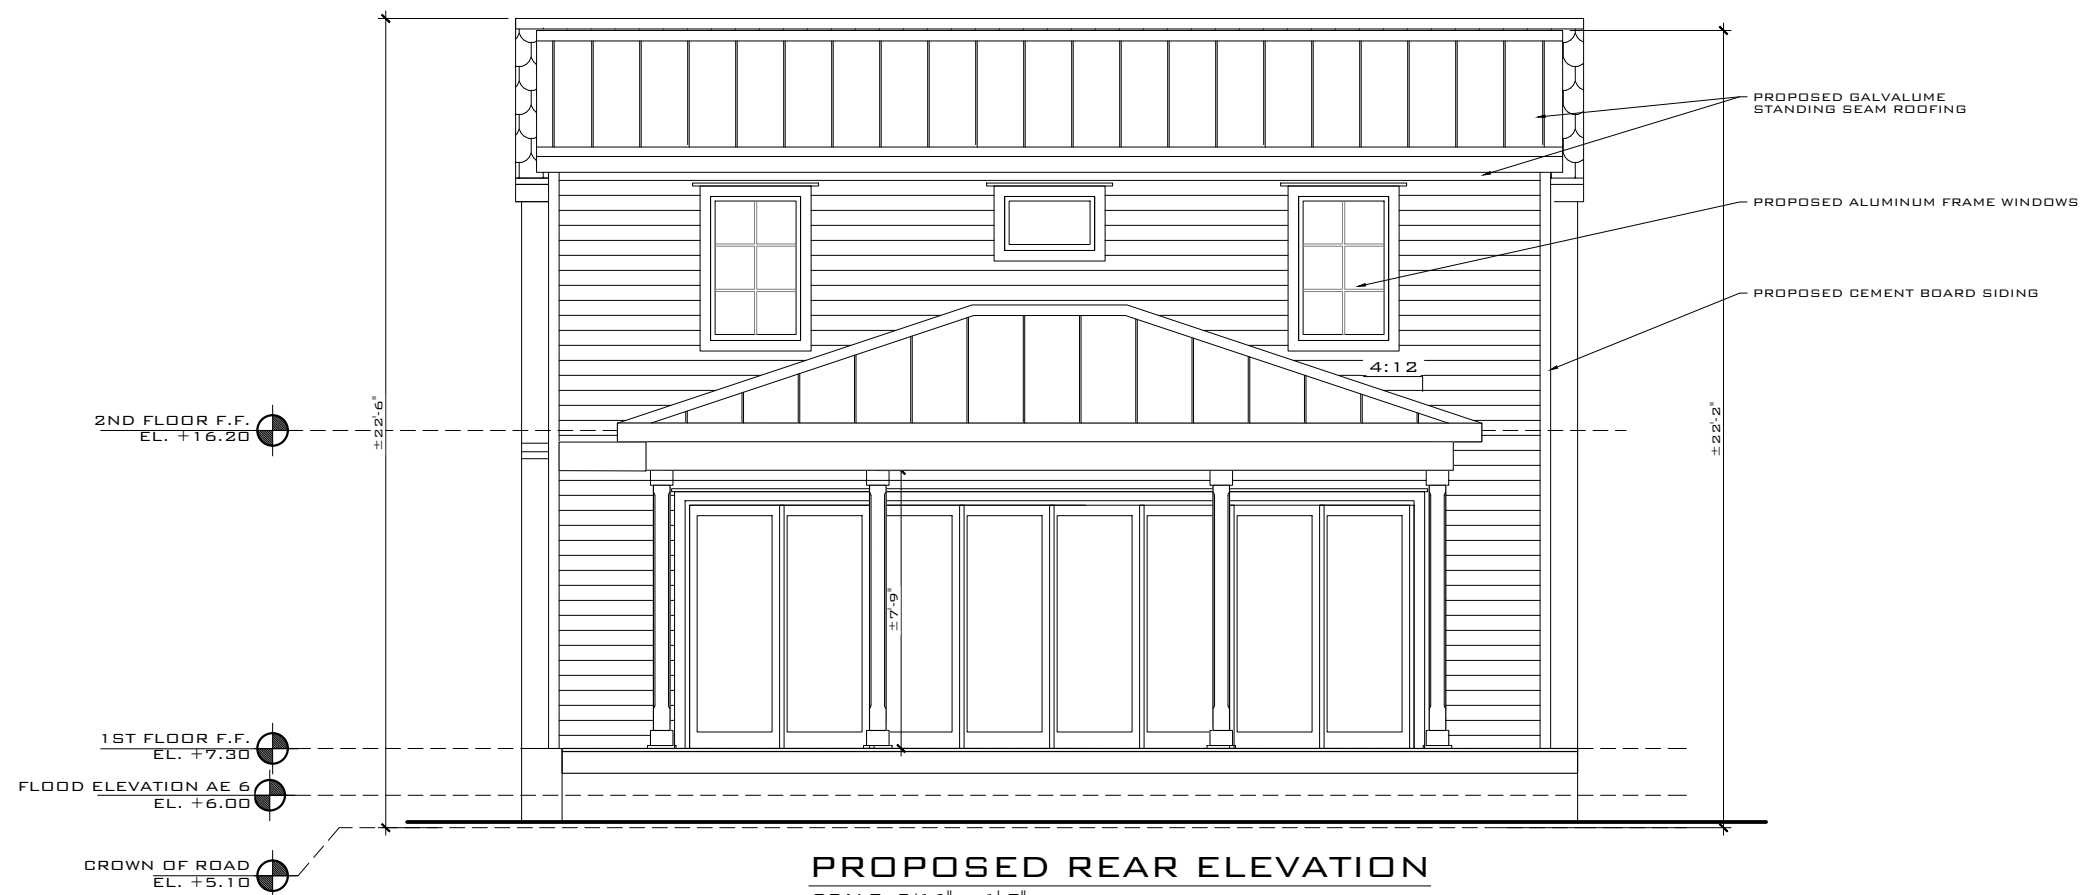 PROPOSED GALVALUME
STANDING SEAM ROOFING
PROPOSED ALUMINUM FRAME WINDOWS
PROPOSED CEMENT BOARD SIDING
4:12
±22'-6"
±22'-2"
±7'-9"
2ND FLOOR F.F.
EL. +16.20
1ST FLOOR F.F.
EL. +7.30
FLOOD ELEVATION AE 6
EL. +6.00
CROWN OF ROAD
EL. +5.10
PROPOSED REAR ELEVATION